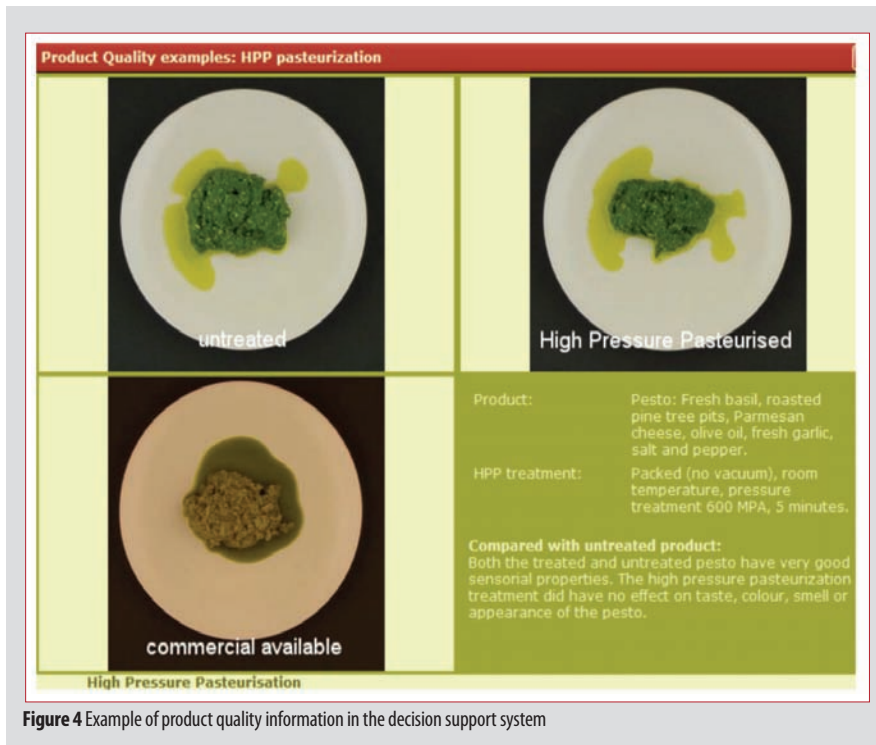 Product Quality examples: HPP pasteurization
untreated
High Pressure Pasteurised
commercial available
Product:
Pesto: Fresh basil, roasted
pine tree pits, Parmesan
cheese, olive oil, fresh garlic,
salt and pepper.
HPP treatment:
Packed (no vacuum), room
temperature, pressure
treatment 600 MPA, 5 minutes.
Compared with untreated product:
Both the treated and untreated pesto have very good
sensorial properties. The high pressure pasteurization
treatment did have no effect on taste, colour, smell or
appearance of the pesto.
High Pressure Pasteurisation
Figure 4 Example of product quality information in the decision support system